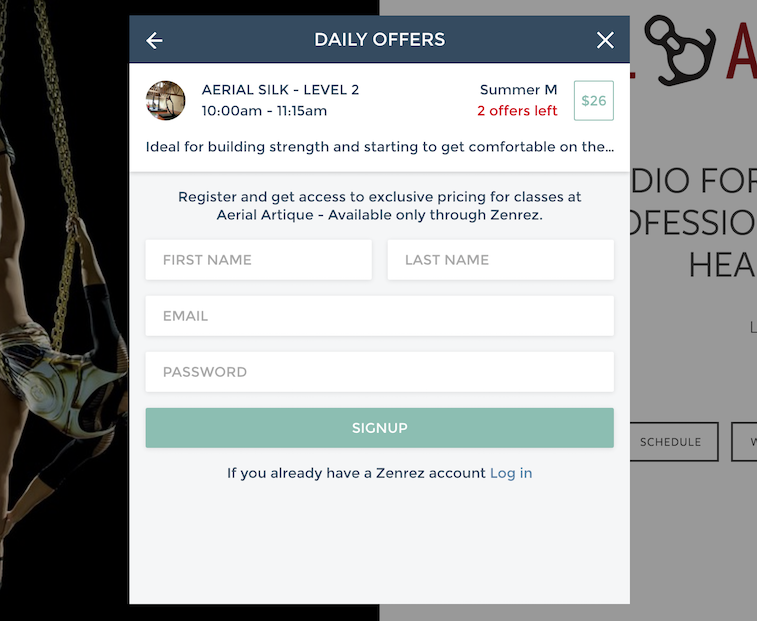 DAILY OFFERS
AERIAL SILK - LEVEL 2
10:00am - 11:15am
Summer M
2 offers left
$26
Ideal for building strength and starting to get comfortable on the...
Register and get access to exclusive pricing for classes at
Aerial Artique - Available only through Zenrez.
FIRST NAME
LAST NAME
EMAIL
PASSWORD
SIGNUP
If you already have a Zenrez account Log in
A
DIO FOR
OFESSIO
HEA
L
SCHEDULE
W